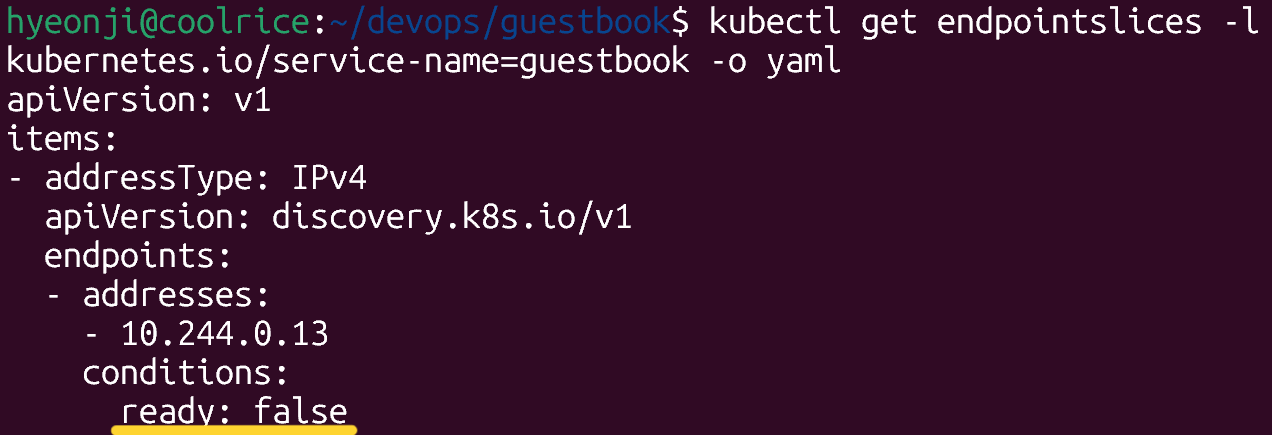 hyeonji@coolrice:~/devops/guestbook$ kubectl get endpointslices -l
kubernetes.io/service-name=guestbook -o yaml
apiVersion: v1
items:
- addressType: IPv4
  apiVersion: discovery.k8s.io/v1
  endpoints:
  - addresses:
    - 10.244.0.13
    conditions:
      ready: false